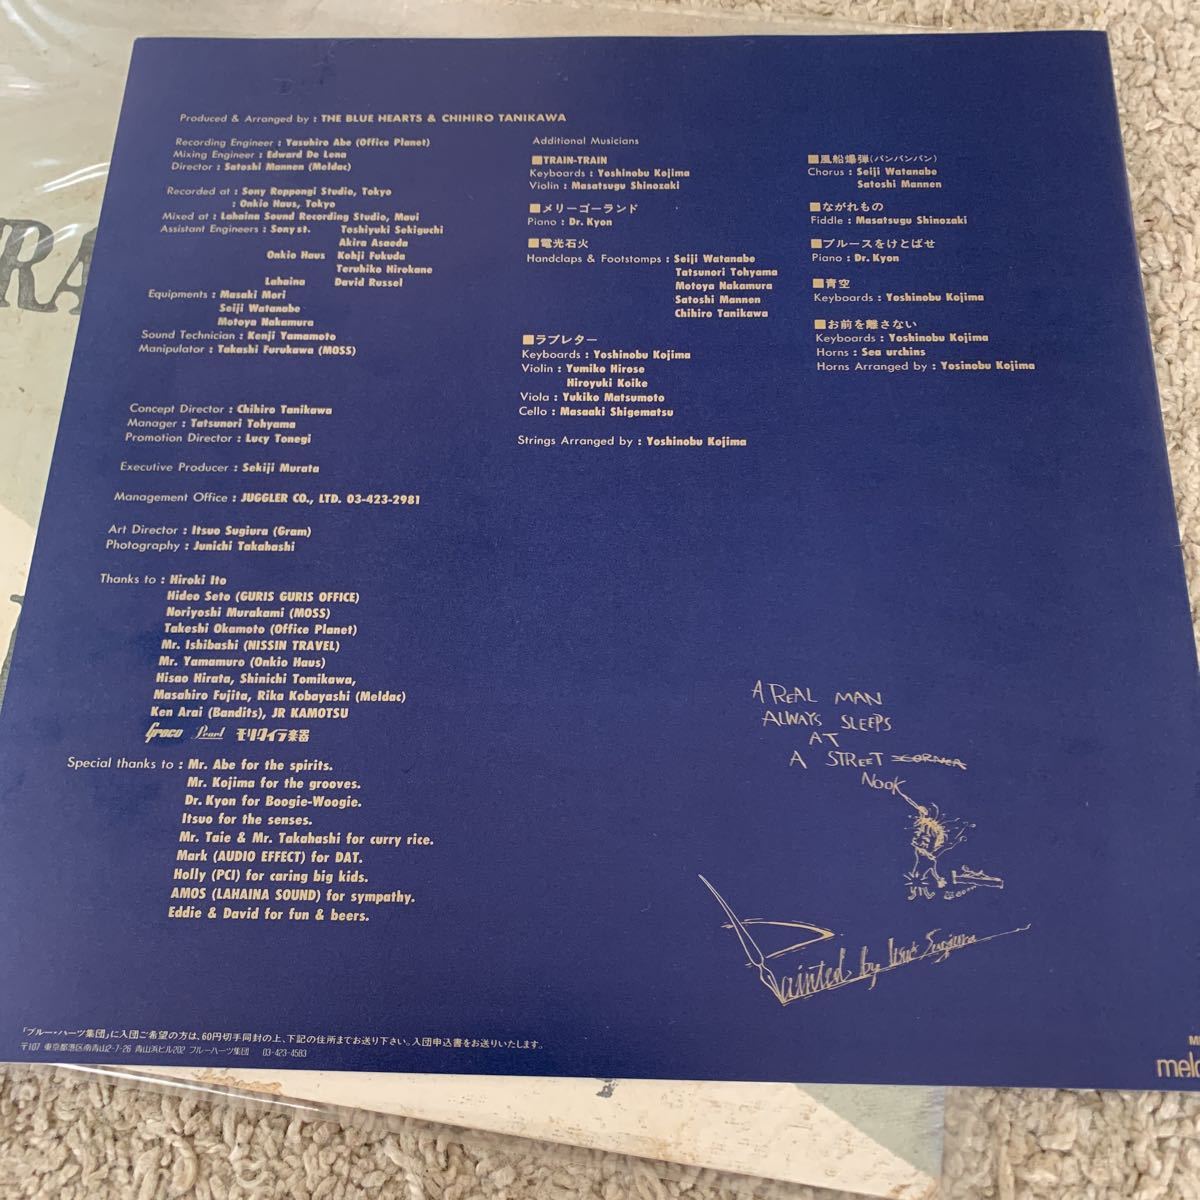 Produced & Arranged by : THE BLUE HEARTS & CHIHIRO TANIKAWA
Recording Engineer : Yasuhiro Abe (Office Planet)
Mixing Engineer : Edward De Lena
Director : Satoshi Mannen (Meldac)
Recorded at : Sony Roppongi Studio, Tokyo
: Onkio Haus, Tokyo
Mixed at : Lahaina Sound Recording Studio, Maui
Assistant Engineers : Sony st. Toshiyuki Sekiguchi
Akira Asaeda
Onkio Haus Kohji Fukuda
Teruhiko Hirokane
Lahaina David Russel
Equipments : Masaki Mori
Seiji Watanabe
Motoya Nakamura
Sound Technician : Kenji Yamamoto
Manipulator : Takashi Furukawa (MOSS)
Concept Director : Chihiro Tanikawa
Manager : Tatsunori Tohyama
Promotion Director : Lucy Tonegi
Executive Producer : Sekiji Murata
Management Office : JUGGLER CO., LTD. 03-423-2981
Art Director : Itsuo Sugiura (Gram)
Photography : Junichi Takahashi
Thanks to : Hiroki Ito
Hideo Seto (GURIS GURIS OFFICE)
Noriyoshi Murakami (MOSS)
Takeshi Okamoto (Office Planet)
Mr. Ishibashi (NISSIN TRAVEL)
Mr. Yamamuro (Onkio Haus)
Hisao Hirata, Shinichi Tomikawa,
Masahiro Fujita, Rika Kobayashi (Meldac)
Ken Arai (Bandits), JR KAMOTSU
Greco Pearl モリダイラ楽器
Special thanks to : Mr. Abe for the spirits.
Mr. Kojima for the grooves.
Dr. Kyon for Boogie-Woogie.
Itsuo for the senses.
Mr. Taie & Mr. Takahashi for curry rice.
Mark (AUDIO EFFECT) for DAT.
Holly (PCI) for caring big kids.
AMOS (LAHAINA SOUND) for sympathy.
Eddie & David for fun & beers.
Additional Musicians
■TRAIN-TRAIN
Keyboards : Yoshinobu Kojima
Violin : Masatsugu Shinozaki
■メリーゴーランド
Piano : Dr. Kyon
■電光石火
Handclaps & Footstomps : Seiji Watanabe
Tatsunori Tohyama
Motoya Nakamura
Satoshi Mannen
Chihiro Tanikawa
■ラブレター
Keyboards : Yoshinobu Kojima
Violin : Yumiko Hirose
Hiroyuki Koike
Viola : Yukiko Matsumoto
Cello : Masaaki Shigematsu
Strings Arranged by : Yoshinobu Kojima
■風船爆弾(バンバンバン)
Chorus : Seiji Watanabe
Satoshi Mannen
■ながれもの
Fiddle : Masatsugu Shinozaki
■ブルースをけとばせ
Piano : Dr. Kyon
■青空
Keyboards : Yoshinobu Kojima
■お前を離さない
Keyboards : Yoshinobu Kojima
Horns : Sea urchins
Horns Arranged by : Yosinobu Kojima
A REAL MAN
ALWAYS SLEEPS
AT
A STREET CORNER
NOOK
Painted by Itsuo Sugiura
「ブルー・ハーツ集団」に入団ご希望の方は、60円切手同封の上、下記の住所までお送り下さい。入団申込書をお送りいたします。
〒107 東京都港区南青山2-7-26 青山浜ビル202 ブルーハーツ集団 03-423-4583